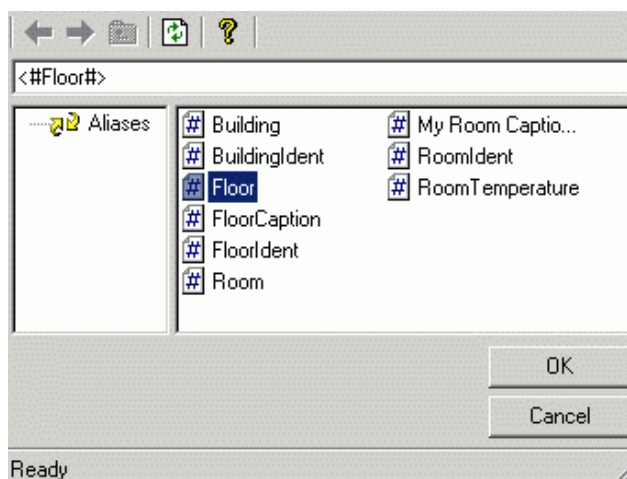 <#Floor#>
Aliases
Building
BuildingIdent
Floor
FloorCaption
FloorIdent
Room
My Room Captio...
RoomIdent
RoomTemperature
OK
Cancel
Ready